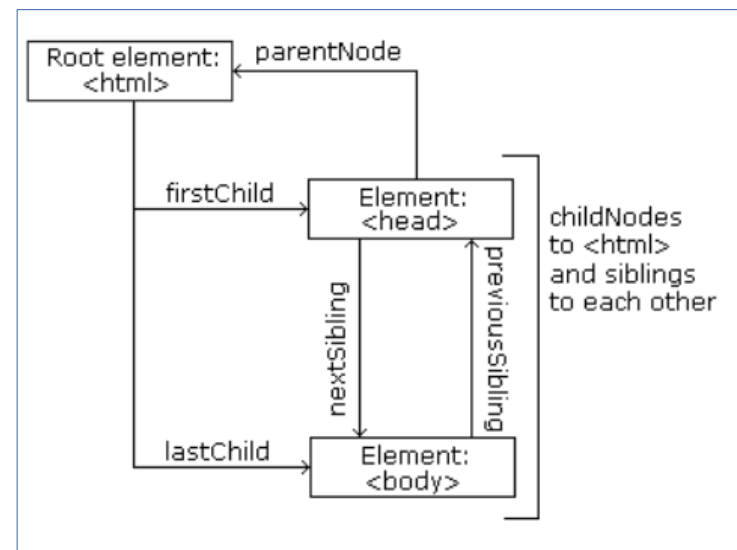 Root element:
<html>
parentNode
firstChild
Element:
<head>
childNodes
to <html>
and siblings
to each other
nextSibling
previousSibling
lastChild
Element:
<body>